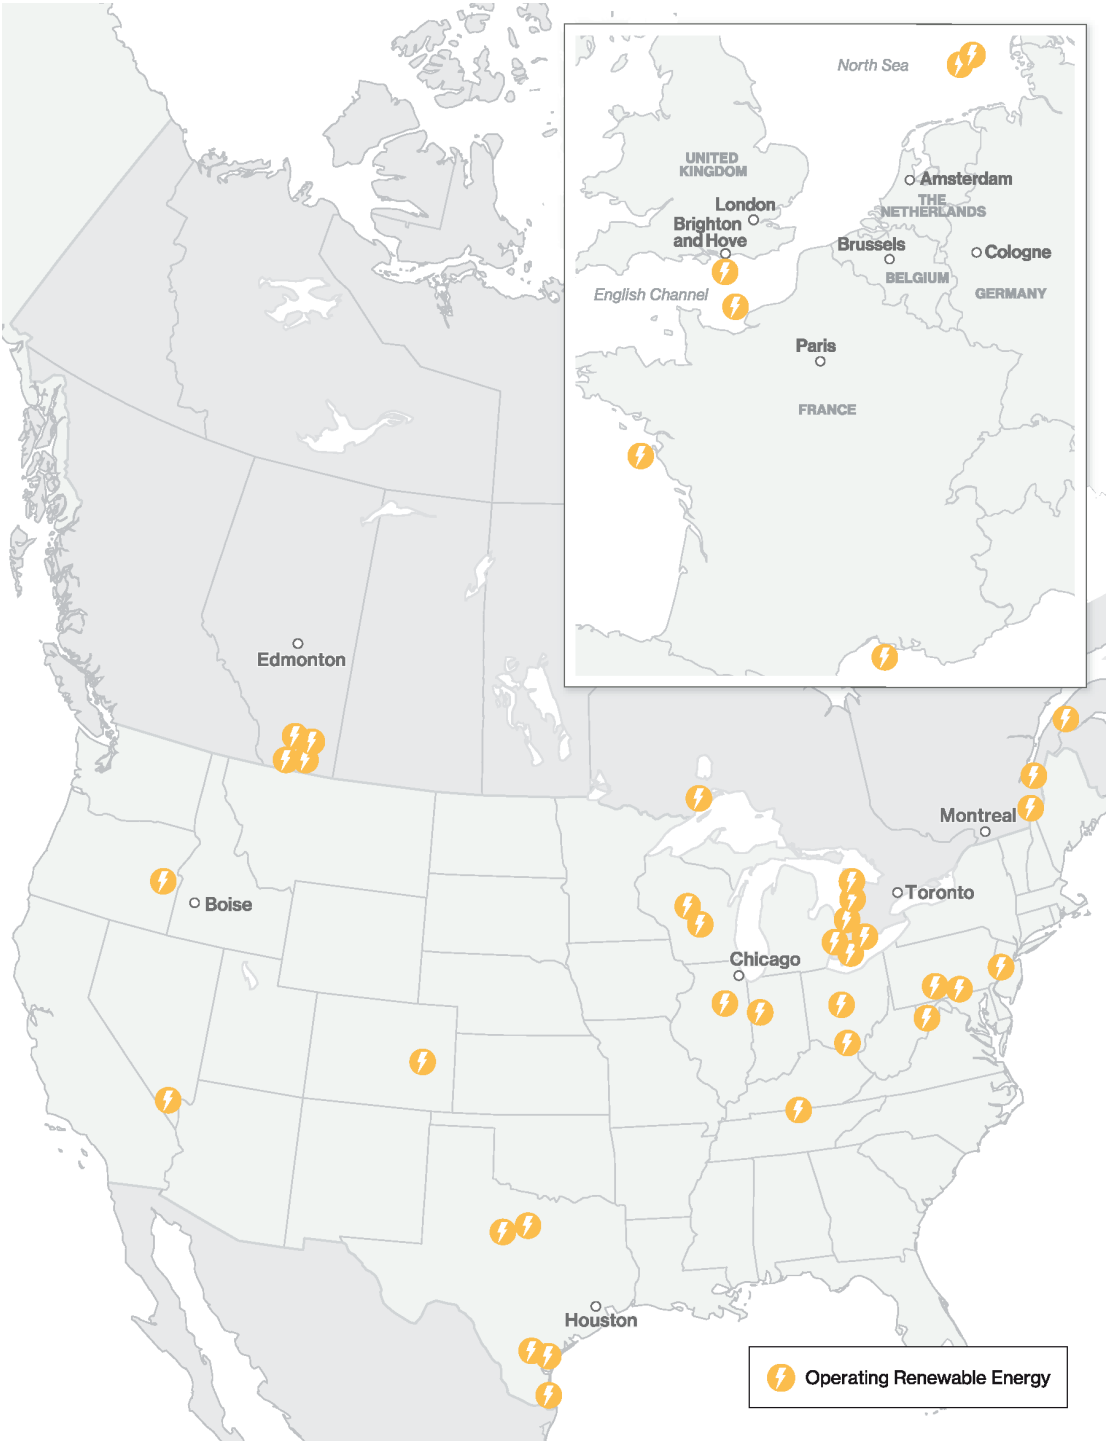 North Sea
UNITED
KINGDOM
Amsterdam
THE
NETHERLANDS
London
Brighton
and Hove
Brussels
Cologne
BELGIUM
English Channel
GERMANY
Paris
FRANCE
Edmonton
Montreal
Boise
Toronto
Chicago
Houston
Operating Renewable Energy